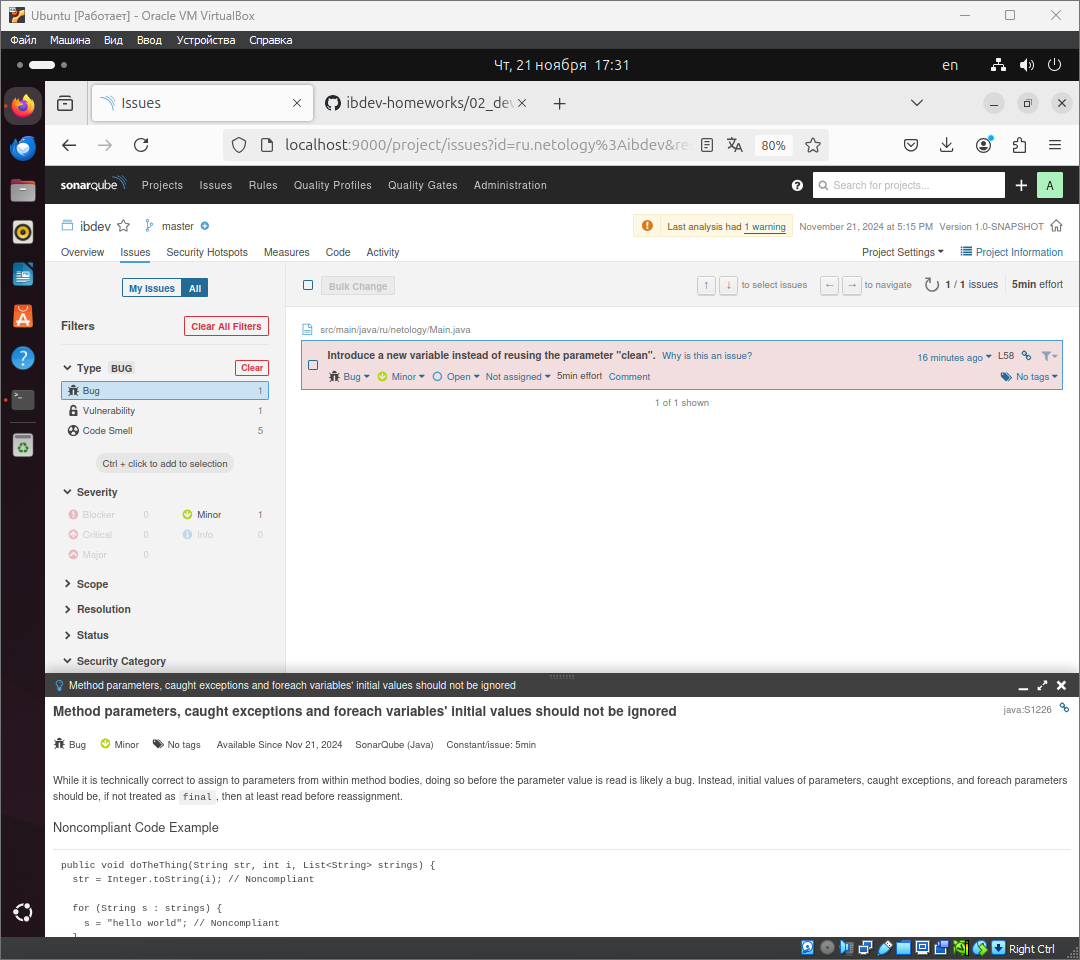 Ubuntu [Работает] - Oracle VM VirtualBox
Файл Машина Вид Ввод Устройства Справка
Чт, 21 ноября 17:31
en
Issues
ibdev-homeworks/02_dev
localhost:9000/project/issues?id=ru.netology%3Aibdev&re
80%
sonarqube Projects Issues Rules Quality Profiles Quality Gates Administration
Search for projects...
A
ibdev master
Last analysis had 1 warning
November 21, 2024 at 5:15 PM Version 1.0-SNAPSHOT
Overview Issues Security Hotspots Measures Code Activity
Project Settings Project Information
My Issues All
Bulk Change
to select issues
to navigate
1 / 1 issues
5min effort
Filters
Clear All Filters
src/main/java/ru/netology/Main.java
Introduce a new variable instead of reusing the parameter "clean". Why is this an issue?
16 minutes ago L58
Bug Minor Open Not assigned 5min effort Comment
No tags
1 of 1 shown
Type BUG Clear
Bug 1
Vulnerability 1
Code Smell 5
Ctrl + click to add to selection
Severity
Blocker 0 Minor 1
Critical 0 Info 0
Major 0
Scope
Resolution
Status
Security Category
Method parameters, caught exceptions and foreach variables' initial values should not be ignored
Method parameters, caught exceptions and foreach variables' initial values should not be ignored
java:S1226
Bug Minor No tags Available Since Nov 21, 2024 SonarQube (Java) Constant/issue: 5min
While it is technically correct to assign to parameters from within method bodies, doing so before the parameter value is read is likely a bug. Instead, initial values of parameters, caught exceptions, and foreach parameters
should be, if not treated as final, then at least read before reassignment.
Noncompliant Code Example
public void doTheThing(String str, int i, List<String> strings) {
str = Integer.toString(i); // Noncompliant
for (String s : strings) {
s = "hello world"; // Noncompliant
}
Right Ctrl